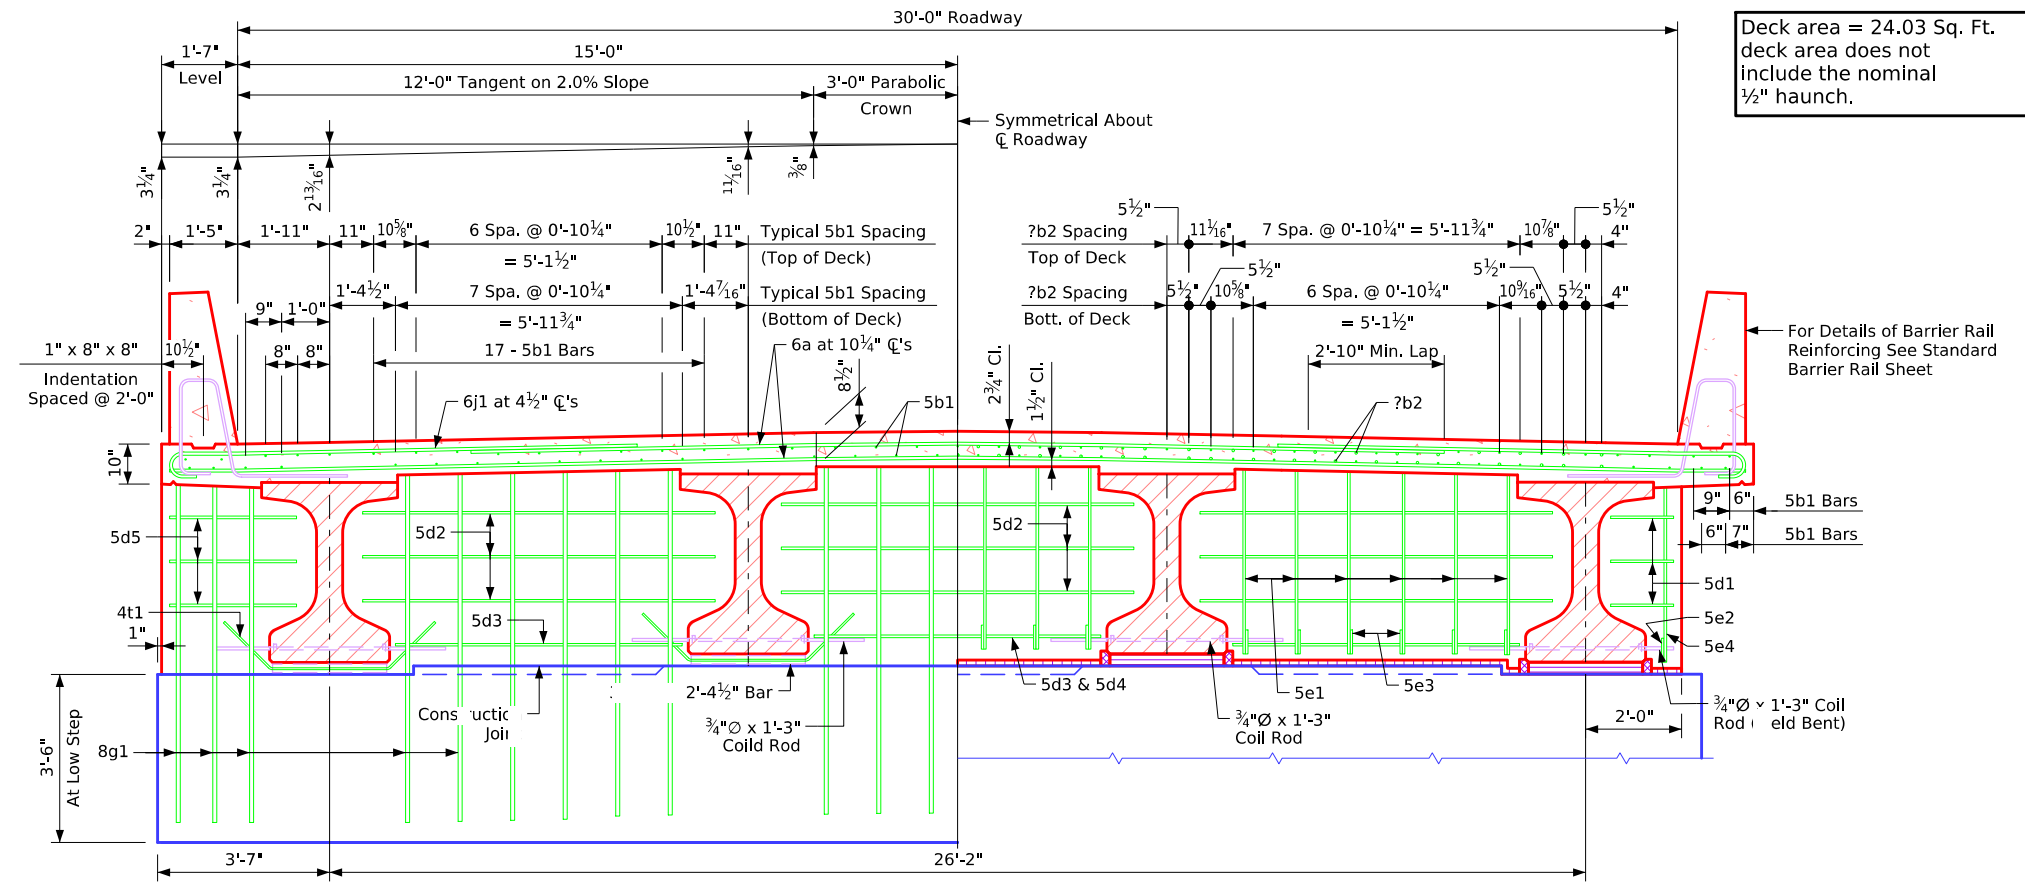 30'-0" Roadway
Deck area = 24.03 Sq. Ft.
deck area does not
include the nominal
½" haunch.
1'-7"
Level
15'-0"
12'-0" Tangent on 2.0% Slope
3'-0" Parabolic
Crown
Symmetrical About
℄ Roadway
3¼"
3¼"
2¹³⁄₁₆"
¹¹⁄₁₆"
⅜"
2"
1'-5"
1'-11"
11"
10⅝"
6 Spa. @ 0'-10¼"
= 5'-1½"
10½"
11"
Typical 5b1 Spacing
(Top of Deck)
?b2 Spacing
Top of Deck
5½"
11¹⁄₁₆"
7 Spa. @ 0'-10¼" = 5'-11¾"
10⅞"
5½"
4"
9"
1'-0"
1'-4½"
7 Spa. @ 0'-10¼"
= 5'-11¾"
1'-4⁷⁄₁₆"
Typical 5b1 Spacing
(Bottom of Deck)
?b2 Spacing
Bott. of Deck
5½"
5½"
10⅝"
6 Spa. @ 0'-10¼"
= 5'-1½"
5½"
10⁹⁄₁₆"
5½"
4"
1" x 8" x 8"
Indentation
Spaced @ 2'-0"
10½"
8"
8"
17 - 5b1 Bars
6a at 10¼" ℄'s
8½"
2¾" Cl.
1½" Cl.
2'-10" Min. Lap
For Details of Barrier Rail
Reinforcing See Standard
Barrier Rail Sheet
6j1 at 4½" ℄'s
5b1
?b2
10"
9"
6"
5b1 Bars
6"
7"
5b1 Bars
5d5
5d2
5d2
5d1
4t1
5d3
5e2
5e4
1"
2'-4½" Bar
5d3 & 5d4
5e1
5e3
¾"∅ x 1'-3"
Coild Rod
¾"Ø x 1'-3"
Coil Rod
2'-0"
¾"Ø 1'-3" Coil
Rod Bent)
3'-6"
At Low Step
8g1
3'-7"
26'-2"